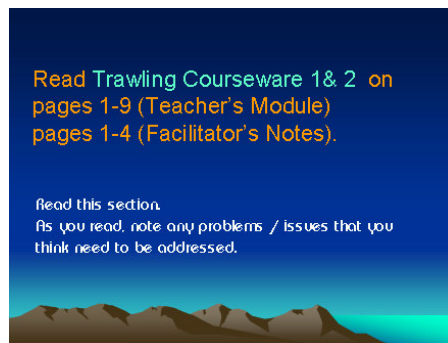 Read Trawling Courseware 1& 2 on
pages 1-9 (Teacher's Module)
pages 1-4 (Facilitator's Notes).
Read this section.
As you read, note any problems / issues that you
think need to be addressed.